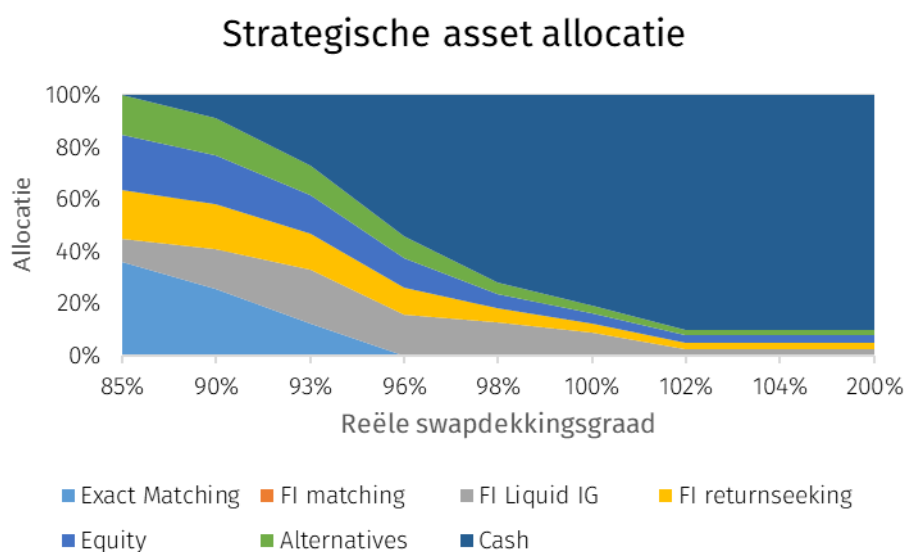 Strategische asset allocatie
100%
80%
60%
40%
20%
0%
Allocatie
85% 90% 93% 96% 98% 100% 102% 104% 200%
Reële swapdekkingsgraad
Exact Matching FI matching FI Liquid IG FI returnseeking
Equity Alternatives Cash